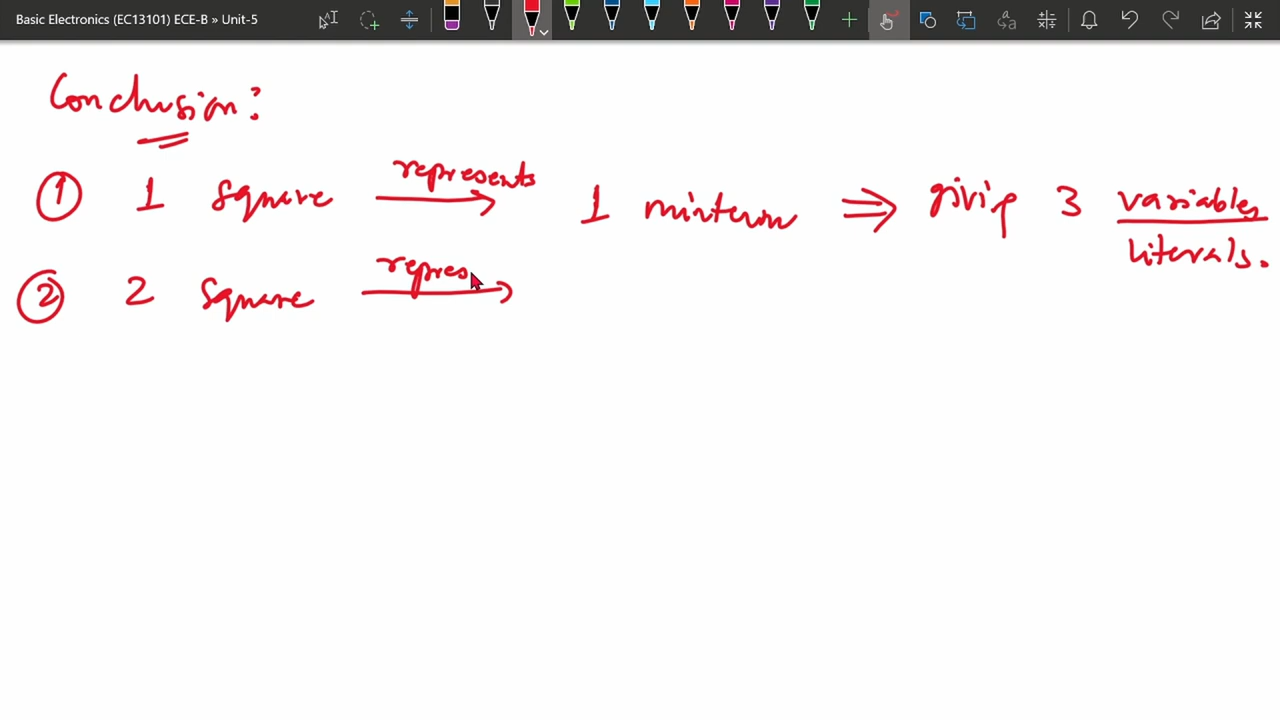 Basic Electronics (EC13101) ECE-B » Unit-5
Conclusion:
① 1 square represents 1 minterm ⇒ giving 3 variables
literals.
② 2 square repres